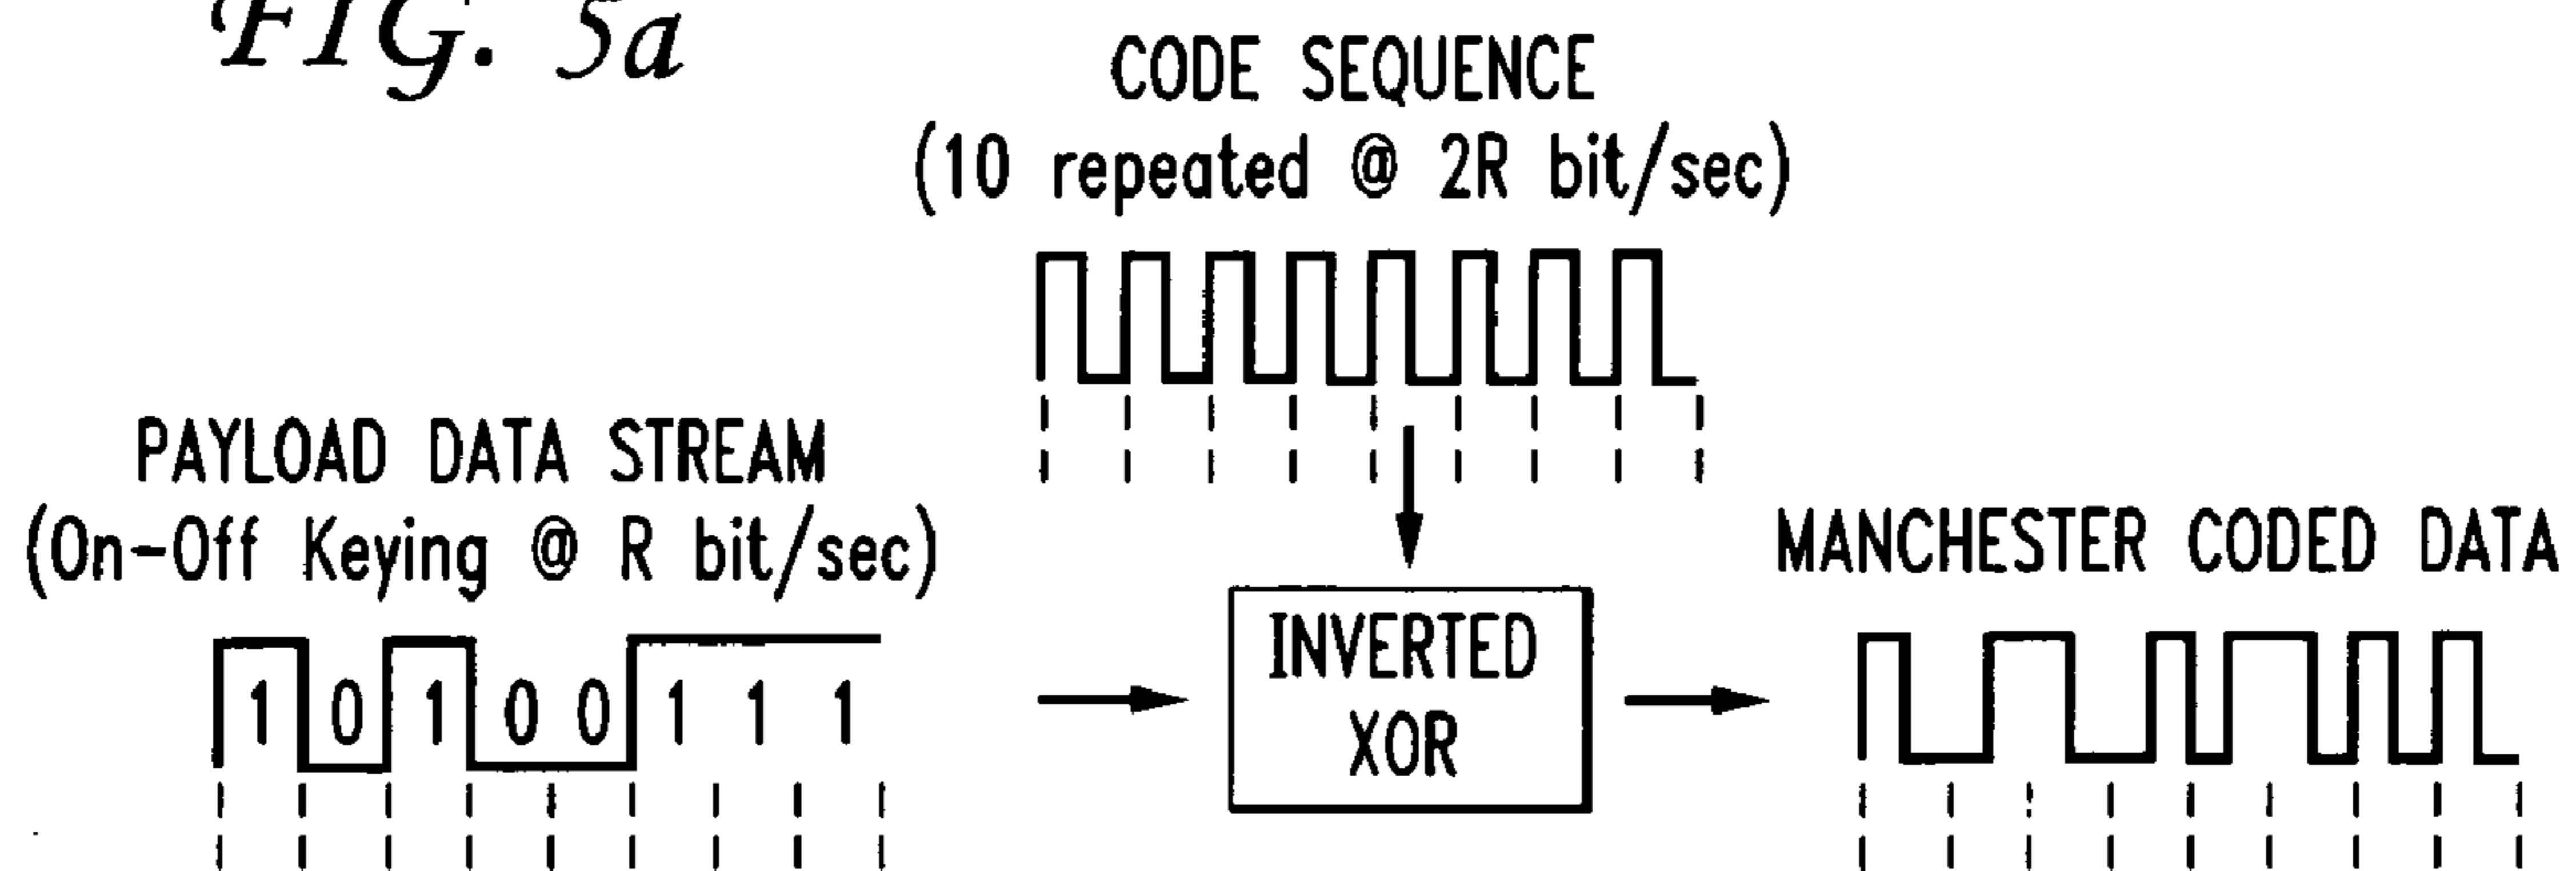 FIG. 5a
CODE SEQUENCE
(10 repeated @ 2R bit/sec)
PAYLOAD DATA STREAM
(On-Off Keying @ R bit/sec)
1 0 1 0 0 1 1 1
INVERTED
XOR
MANCHESTER CODED DATA